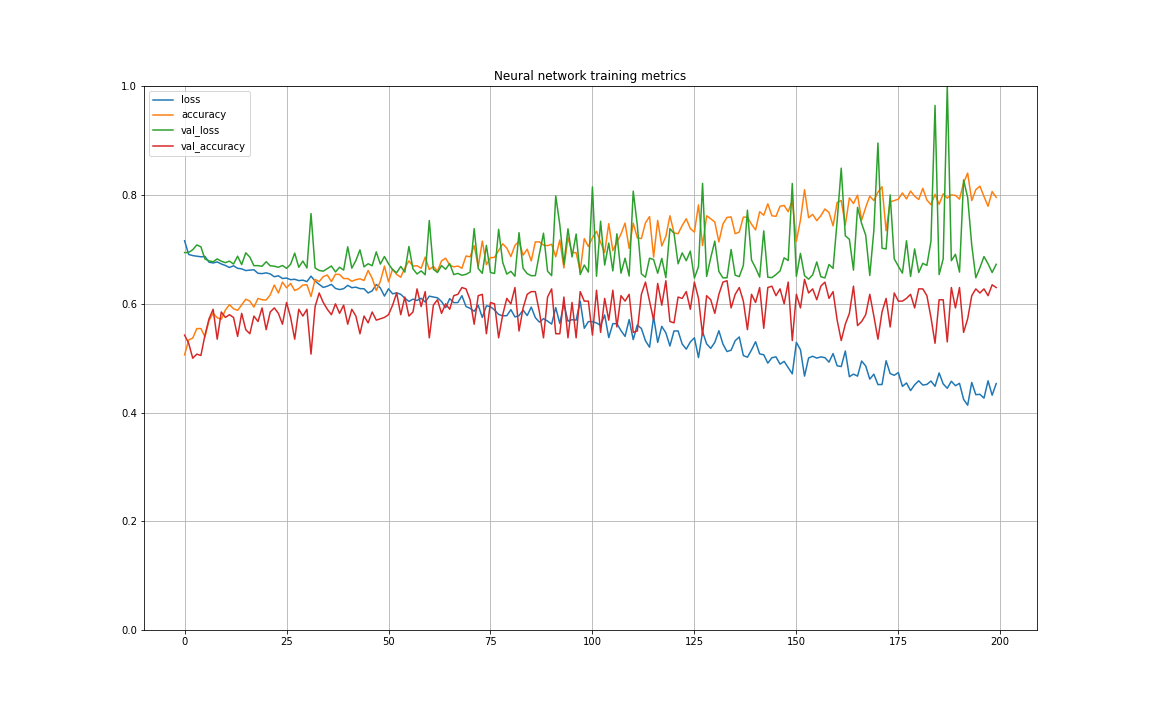 Neural network training metrics
1.0
0.8
0.6
0.4
0.2
0.0
loss
accuracy
val_loss
val_accuracy
0 25 50 75 100 125 150 175 200